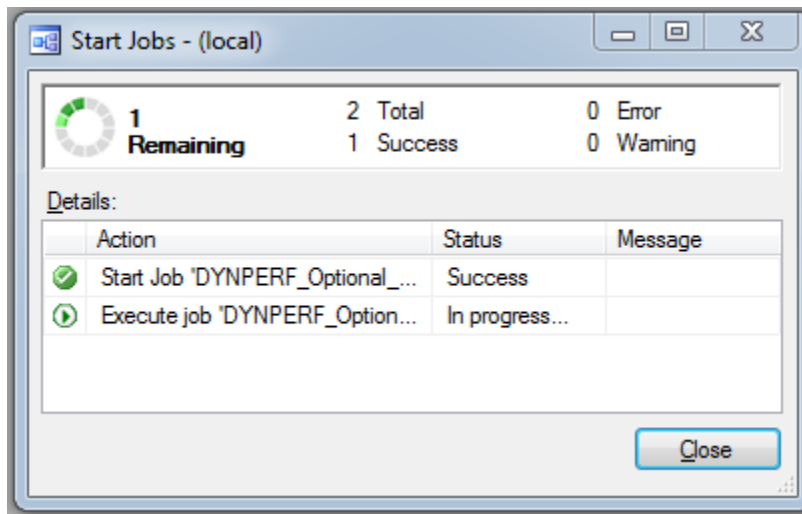 Start Jobs - (local)
1 2 Total 0 Error
Remaining 1 Success 0 Warning
Details:
Action Status Message
Start Job 'DYNPERF_Optional_... Success
Execute job 'DYNPERF_Option... In progress...
Close